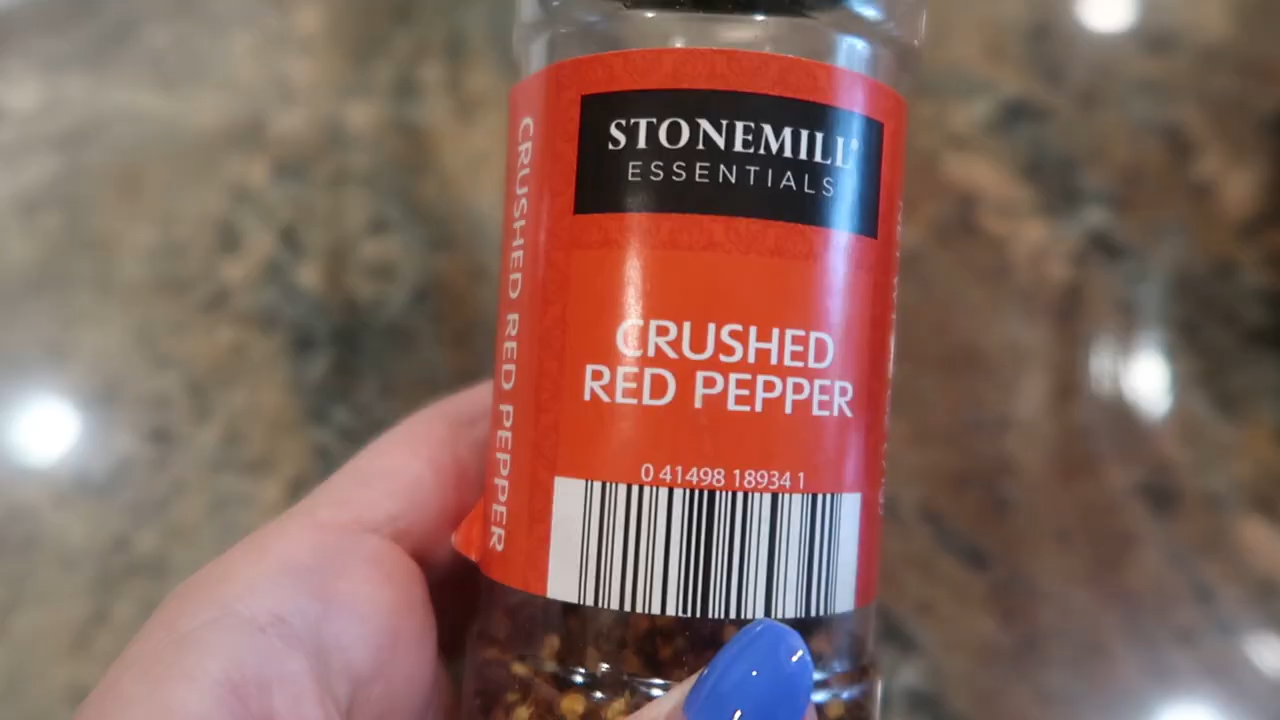 STONEMILL®
ESSENTIALS
CRUSHED
RED PEPPER
0 41498 18934 1
CRUSHED RED PEPPER